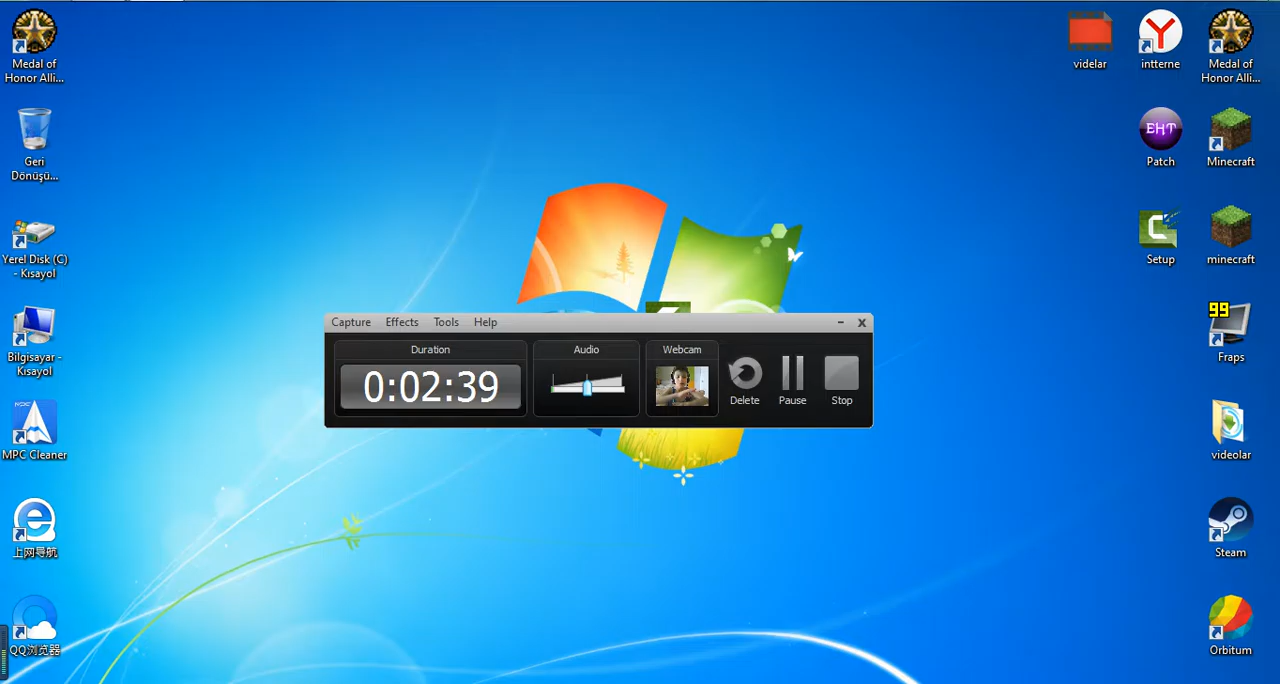 Medal of
Honor Alli...
Geri
Dönüşü...
Yerel Disk (C)
- Kısayol
Bilgisayar -
Kısayol
MPC Cleaner
上网导航
QQ浏览器
Capture Effects Tools Help
Duration
0:02:39
Audio
Webcam
Delete
Pause
Stop
videlar
intterne
Medal of
Honor Alli...
EHT
Patch
Minecraft
Setup
minecraft
99
Fraps
videolar
Steam
Orbitum